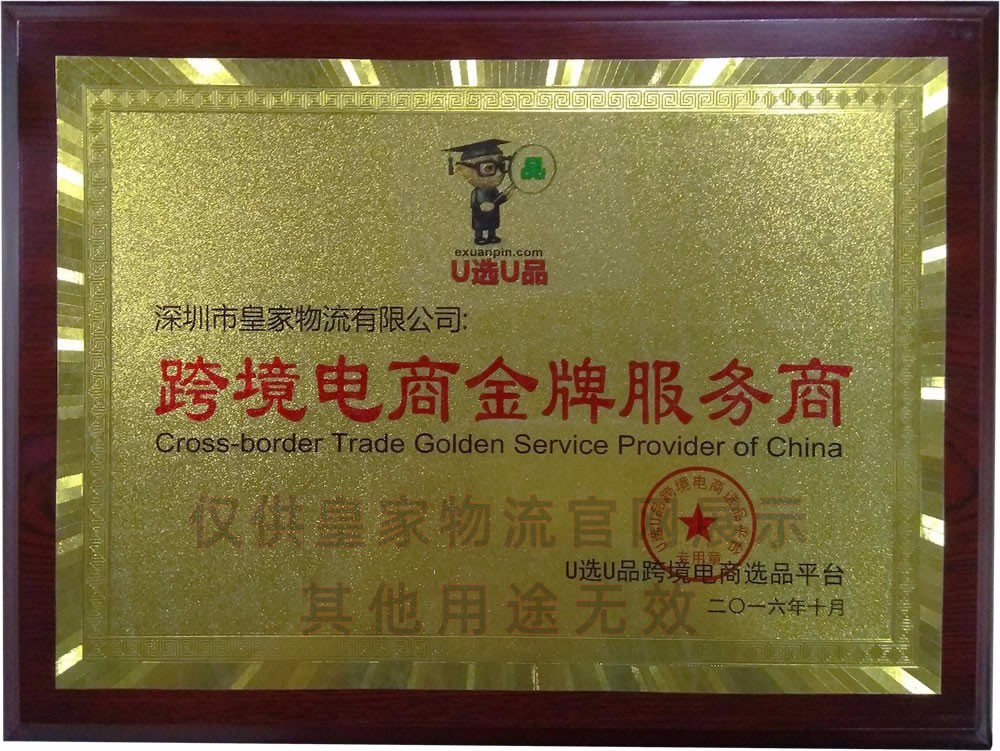 品
exuanpin.com
U选U品
深圳市皇家物流有限公司:
跨境电商金牌服务商
Cross-border Trade Golden Service Provider of China
仅供皇家物流官网展示
U选U品跨境电商选品平台
专用章
U选U品跨境电商选品平台
其他用途无效
二〇一六年十月